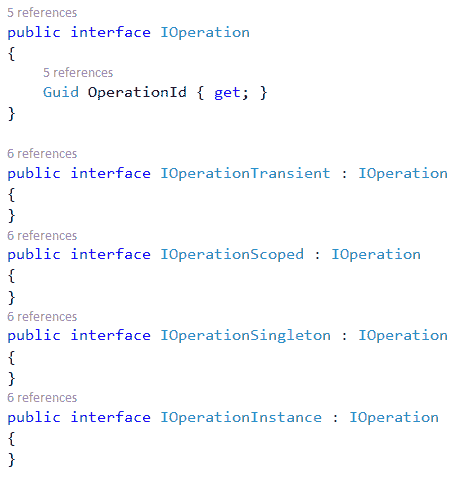 5 references
public interface IOperation
{
5 references
Guid OperationId { get; }
}
6 references
public interface IOperationTransient : IOperation
{
}
6 references
public interface IOperationScoped : IOperation
{
}
6 references
public interface IOperationSingleton : IOperation
{
}
6 references
public interface IOperationInstance : IOperation
{
}